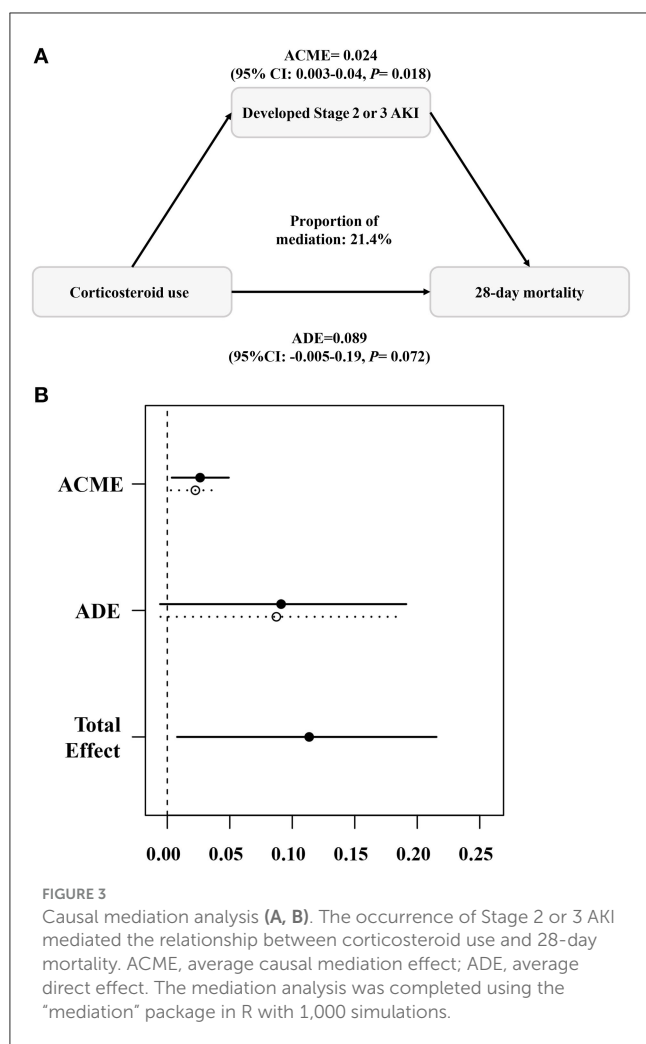 A
ACME= 0.024
(95% CI: 0.003-0.04, P= 0.018)
Developed Stage 2 or 3 AKI
Proportion of
mediation: 21.4%
Corticosteroid use
28-day mortality
ADE=0.089
(95%CI: -0.005-0.19, P= 0.072)
B
ACME
ADE
Total
Effect
0.00 0.05 0.10 0.15 0.20 0.25
FIGURE 3
Causal mediation analysis (A, B). The occurrence of Stage 2 or 3 AKI
mediated the relationship between corticosteroid use and 28-day
mortality. ACME, average causal mediation effect; ADE, average
direct effect. The mediation analysis was completed using the
"mediation" package in R with 1,000 simulations.